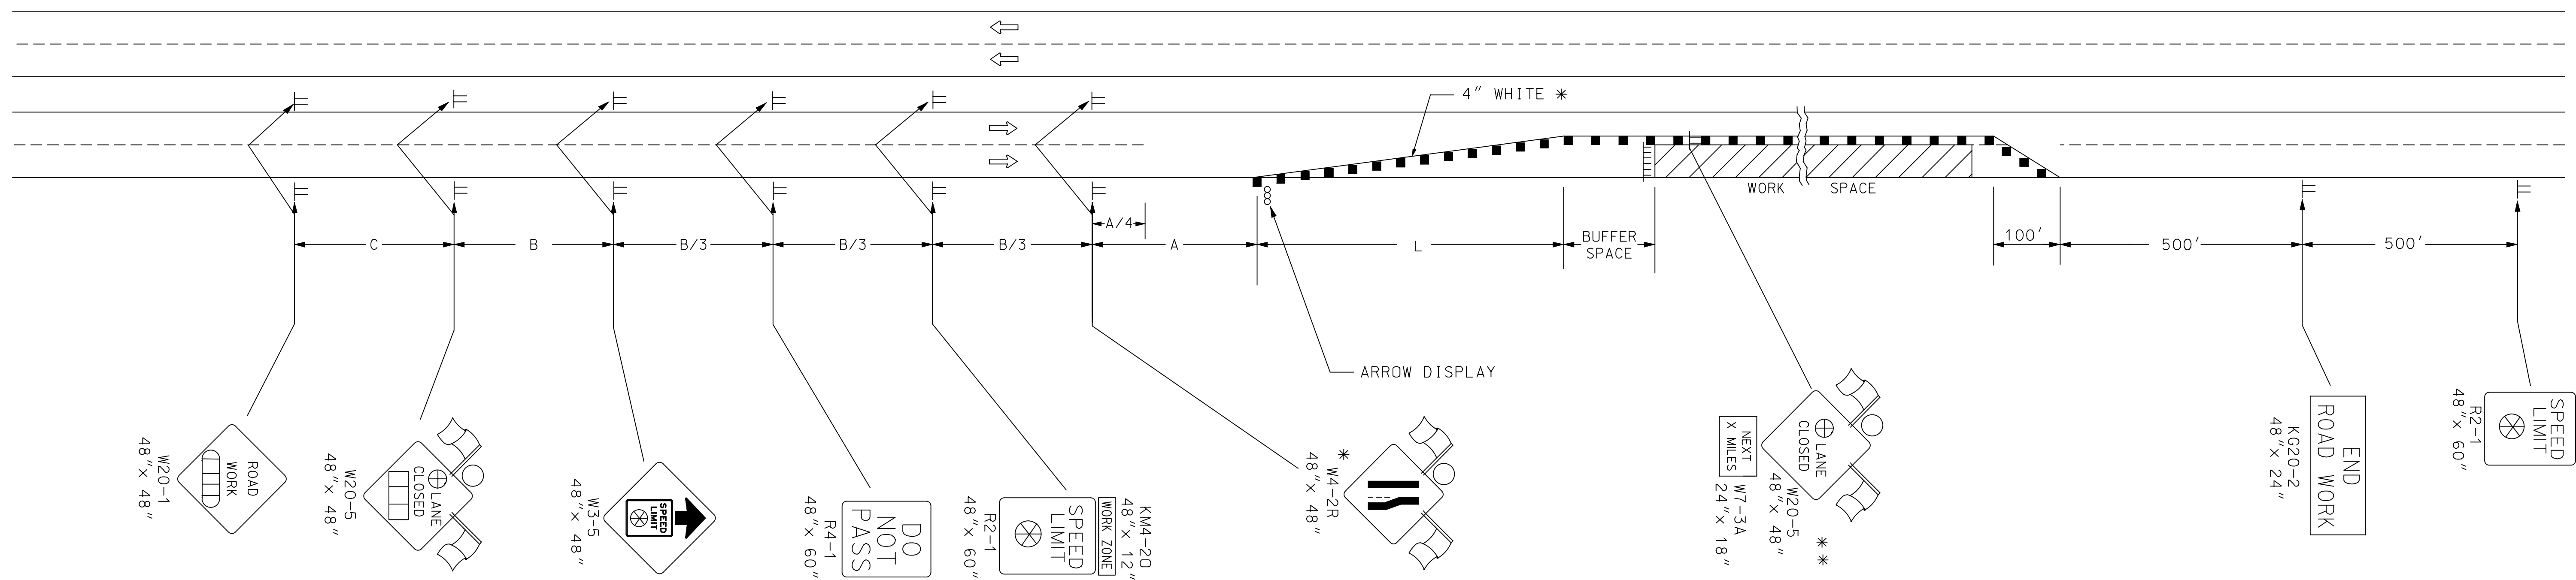 4" WHITE *
WORK SPACE
A/4
C
B
B/3
B/3
B/3
A
L
BUFFER
SPACE
100'
500'
500'
ARROW DISPLAY
ROAD
WORK
W20-1
48"x 48"
LANE
CLOSED
W20-5
48"x 48"
SPEED
LIMIT
W3-5
48"x 48"
DO
NOT
PASS
R4-1
48"x 60"
KM4-20
48"x 12"
WORK ZONE
SPEED
LIMIT
R2-1
48"x 60"
* W4-2R
48"x 48"
LANE
CLOSED
W20-5 **
48"x 48"
NEXT
X MILES
W7-3A
24"x 18"
END
ROAD WORK
KG20-2
48"x 24"
SPEED
LIMIT
R2-1
48"x 60"